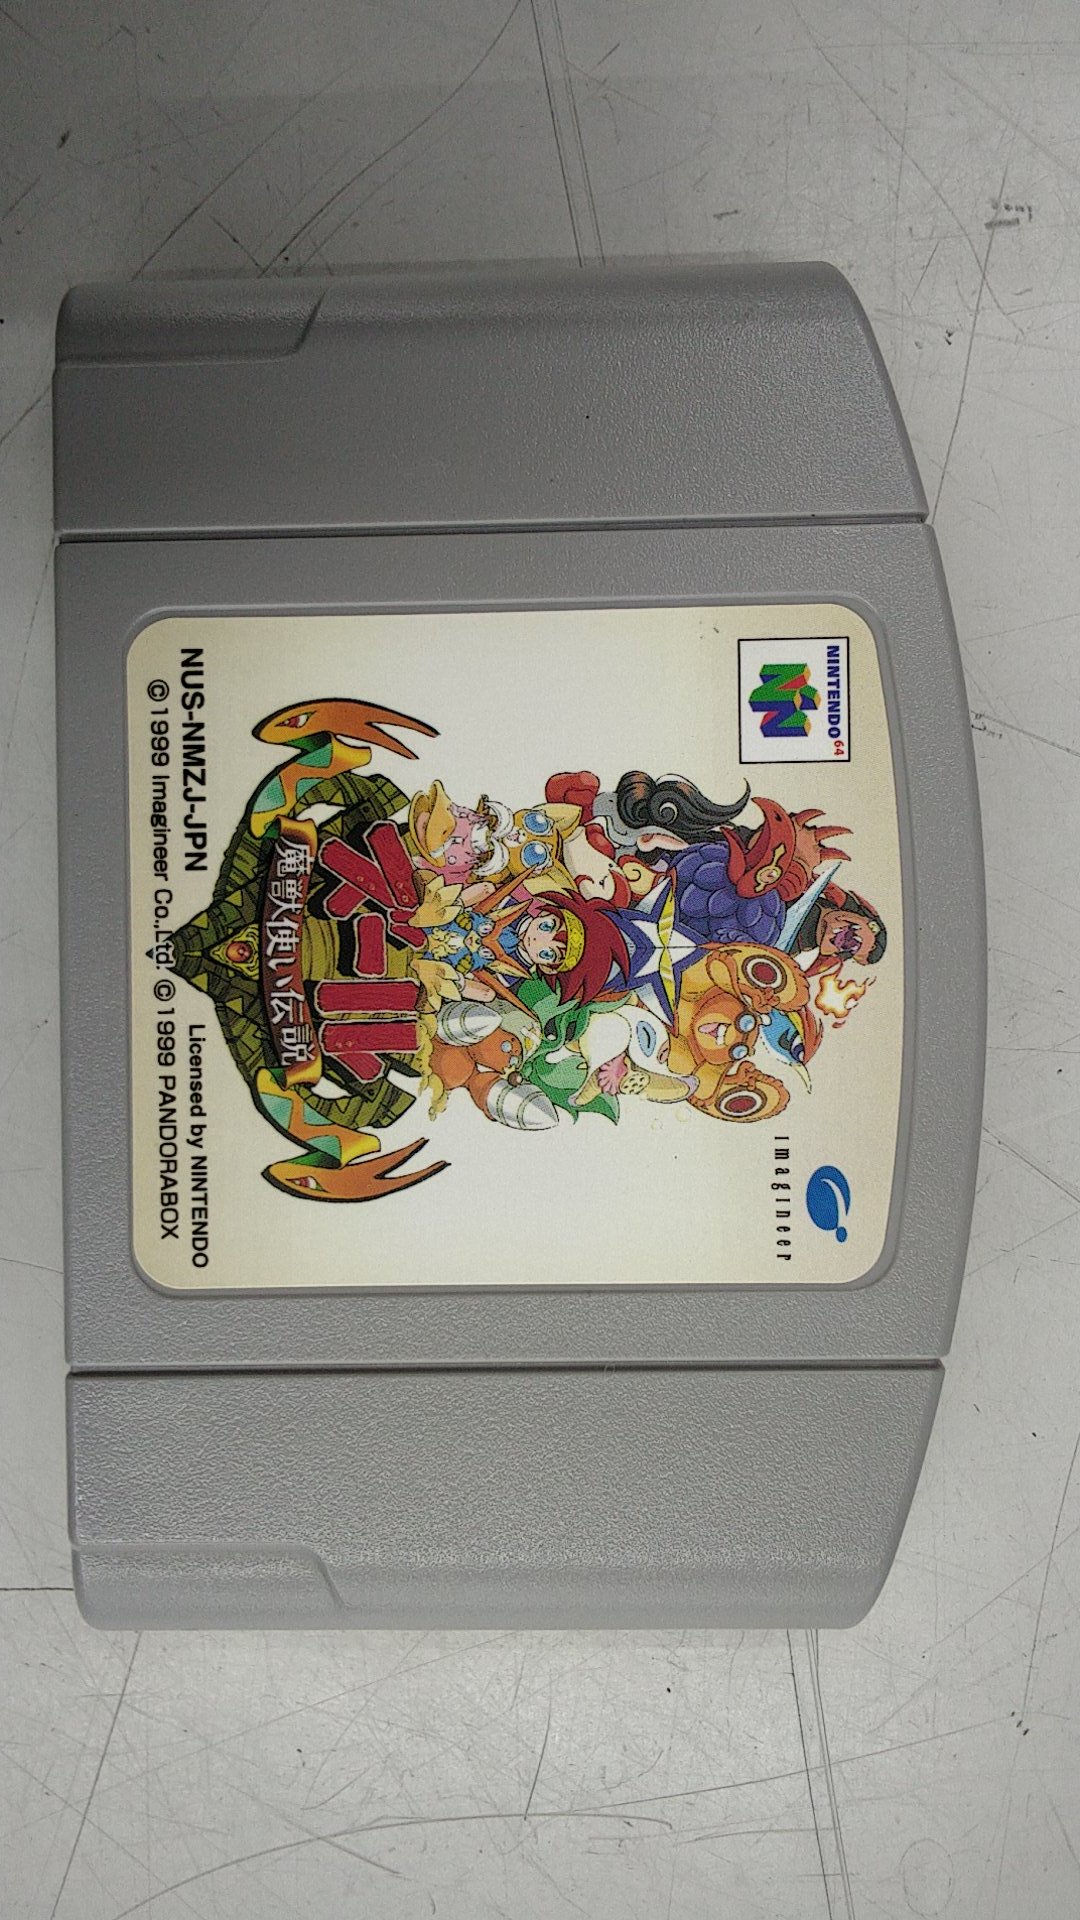 NINTENDO64
imagineer
ズール
魔獣使い伝説
NUS-NMZJ-JPN Licensed by NINTENDO
©1999 Imagineer Co.,Ltd. ©1999 PANDORABOX